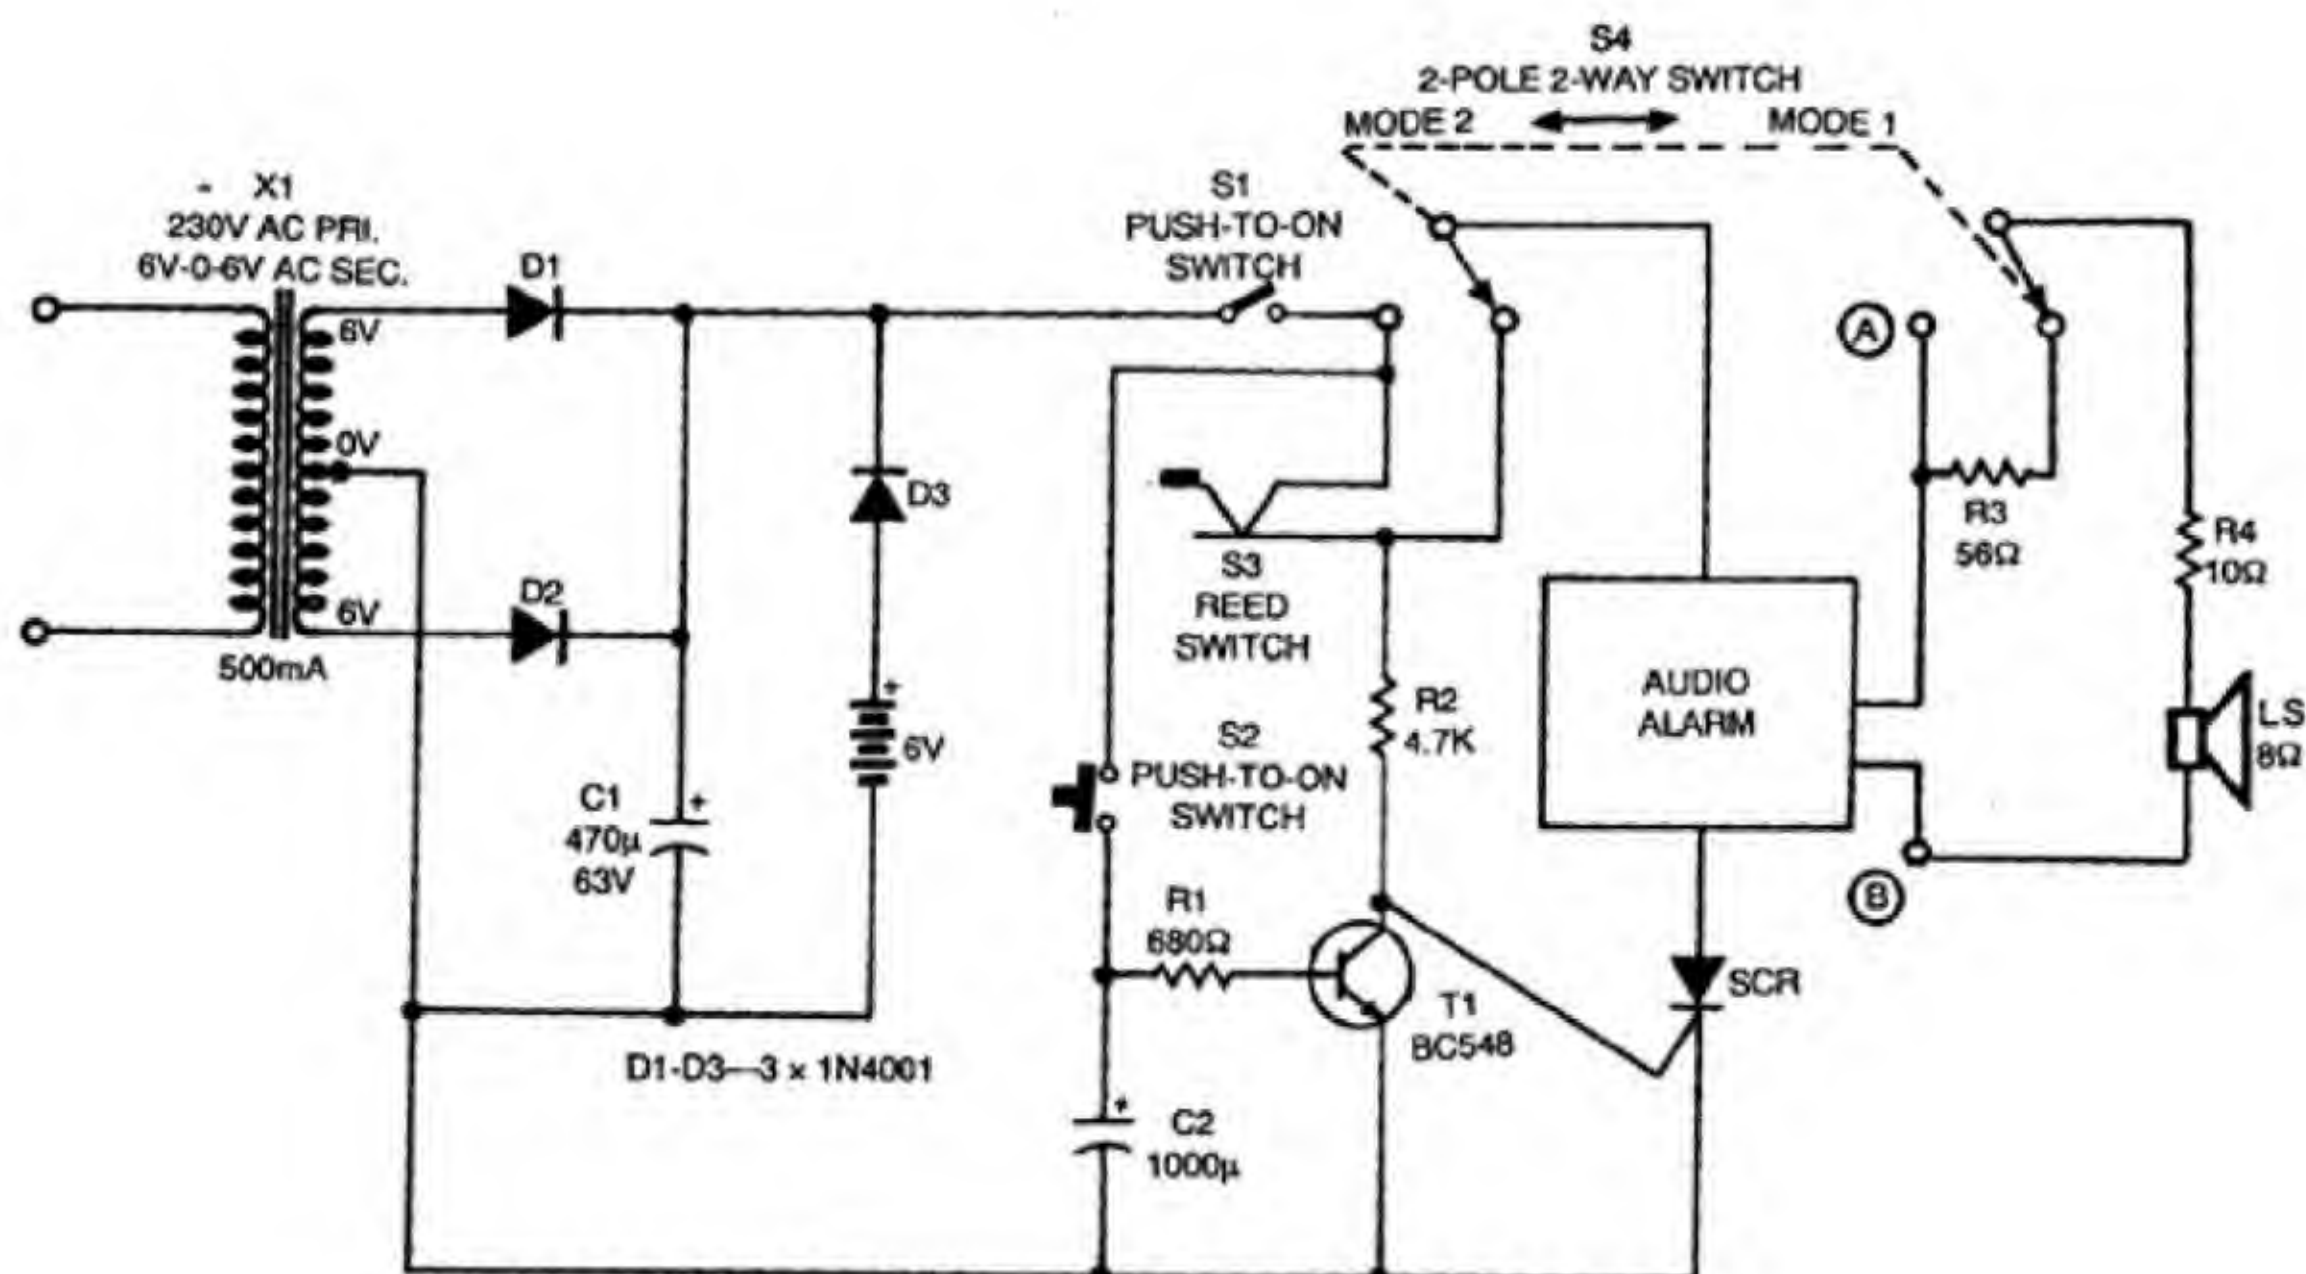 S4
2-POLE 2-WAY SWITCH
MODE 2
MODE 1
X1
230V AC PRI.
6V-0-6V AC SEC.
6V
0V
6V
500mA
D1
D2
S1
PUSH-TO-ON
SWITCH
D3
+
6V
C1
470μ
63V
+
D1-D3—3 x 1N4001
S3
REED
SWITCH
S2
PUSH-TO-ON
SWITCH
R2
4.7K
R1
680Ω
T1
BC548
+
C2
1000μ
AUDIO
ALARM
SCR
A
B
R3
56Ω
R4
10Ω
LS
8Ω